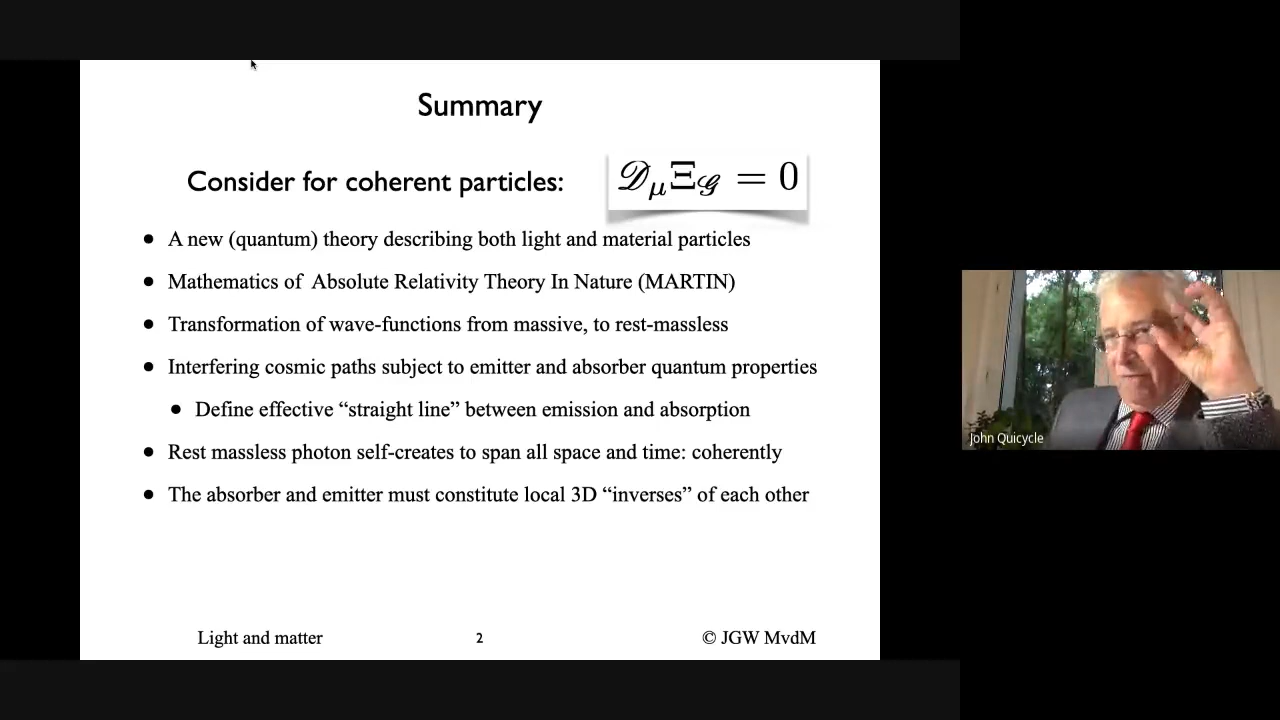 Summary
Consider for coherent particles: 𝒟μΞ𝒢 = 0
• A new (quantum) theory describing both light and material particles
• Mathematics of Absolute Relativity Theory In Nature (MARTIN)
• Transformation of wave-functions from massive, to rest-massless
• Interfering cosmic paths subject to emitter and absorber quantum properties
• Define effective “straight line” between emission and absorption
• Rest massless photon self-creates to span all space and time: coherently
• The absorber and emitter must constitute local 3D “inverses” of each other
Light and matter 2 © JGW MvdM
John Quicycle